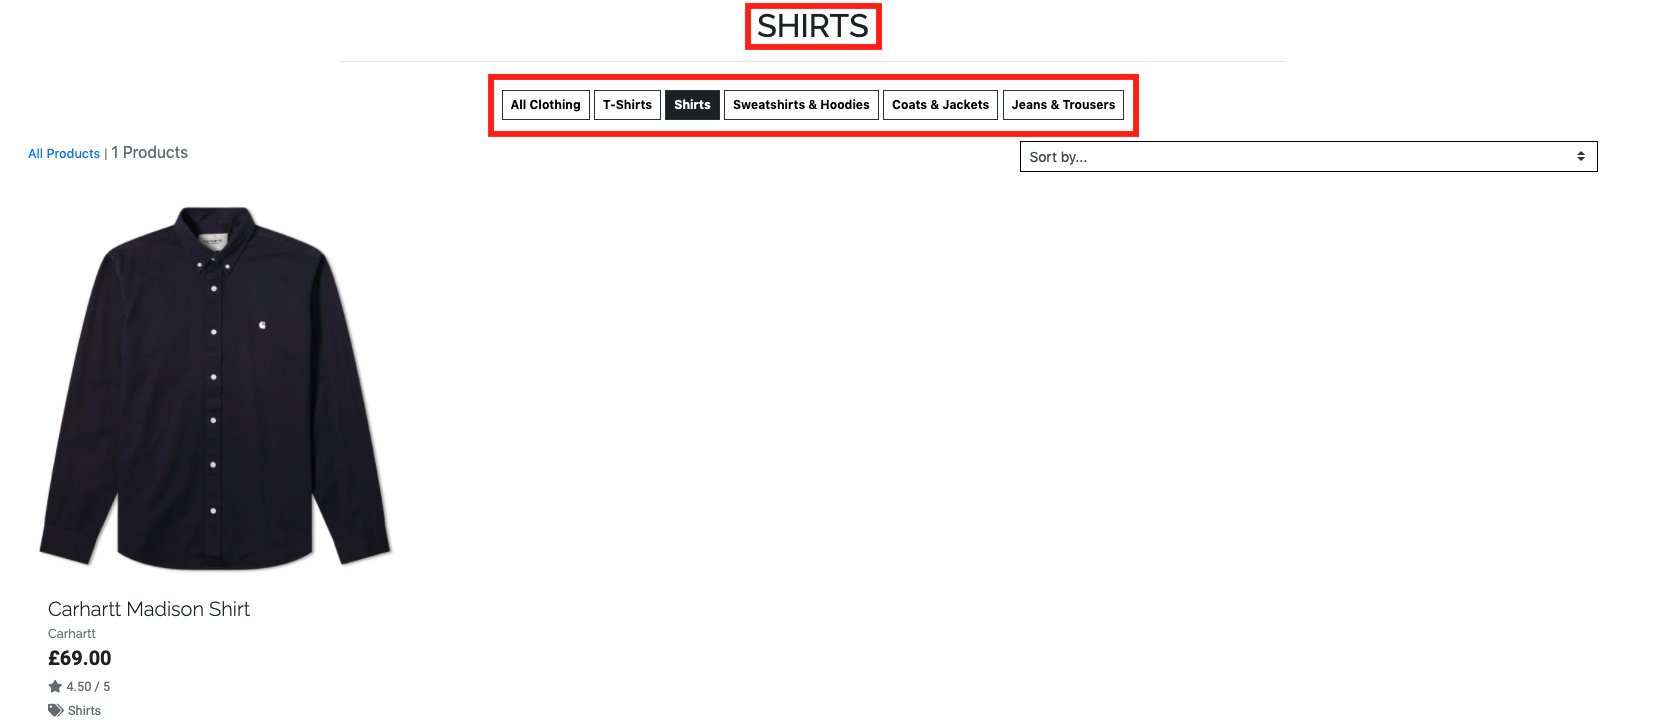 SHIRTS
All Clothing T-Shirts Shirts Sweatshirts & Hoodies Coats & Jackets Jeans & Trousers
All Products | 1 Products
Sort by...
Carhartt Madison Shirt
Carhartt
£69.00
4.50 / 5
Shirts